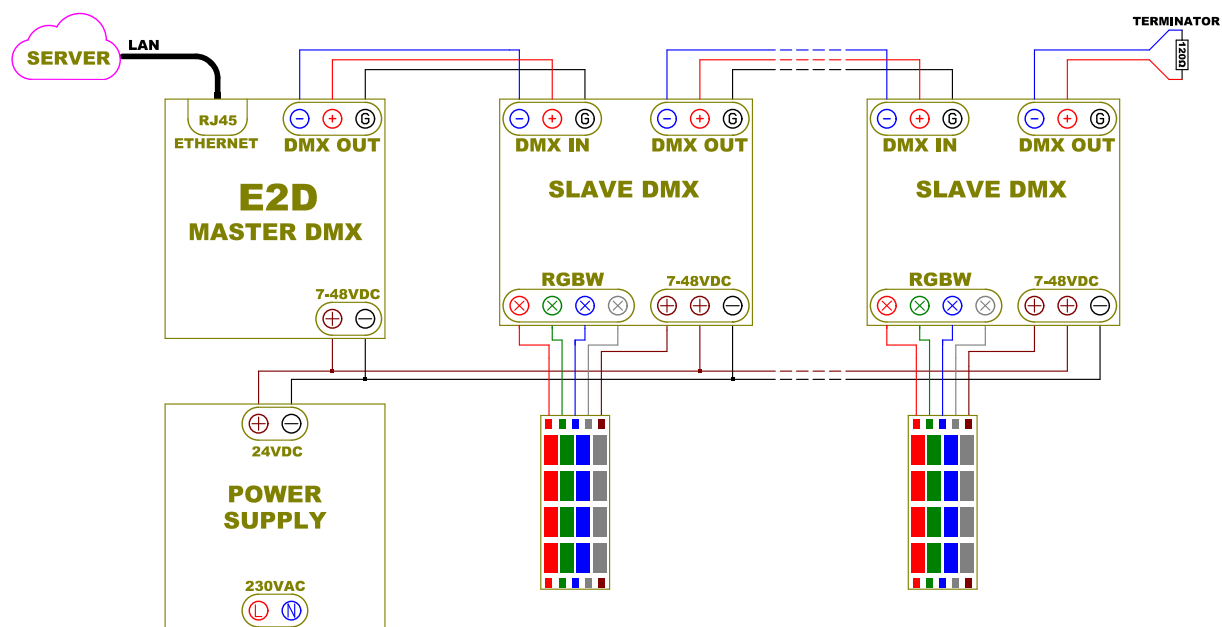 TERMINATOR
120Ω
SERVER
LAN
RJ45
ETHERNET
− + G
DMX OUT
− + G
DMX IN
− + G
DMX OUT
− + G
DMX IN
− + G
DMX OUT
E2D
MASTER DMX
SLAVE DMX
SLAVE DMX
7-48VDC
+ −
RGBW
7-48VDC
+ + −
RGBW
7-48VDC
+ + −
+ −
24VDC
POWER
SUPPLY
230VAC
L N